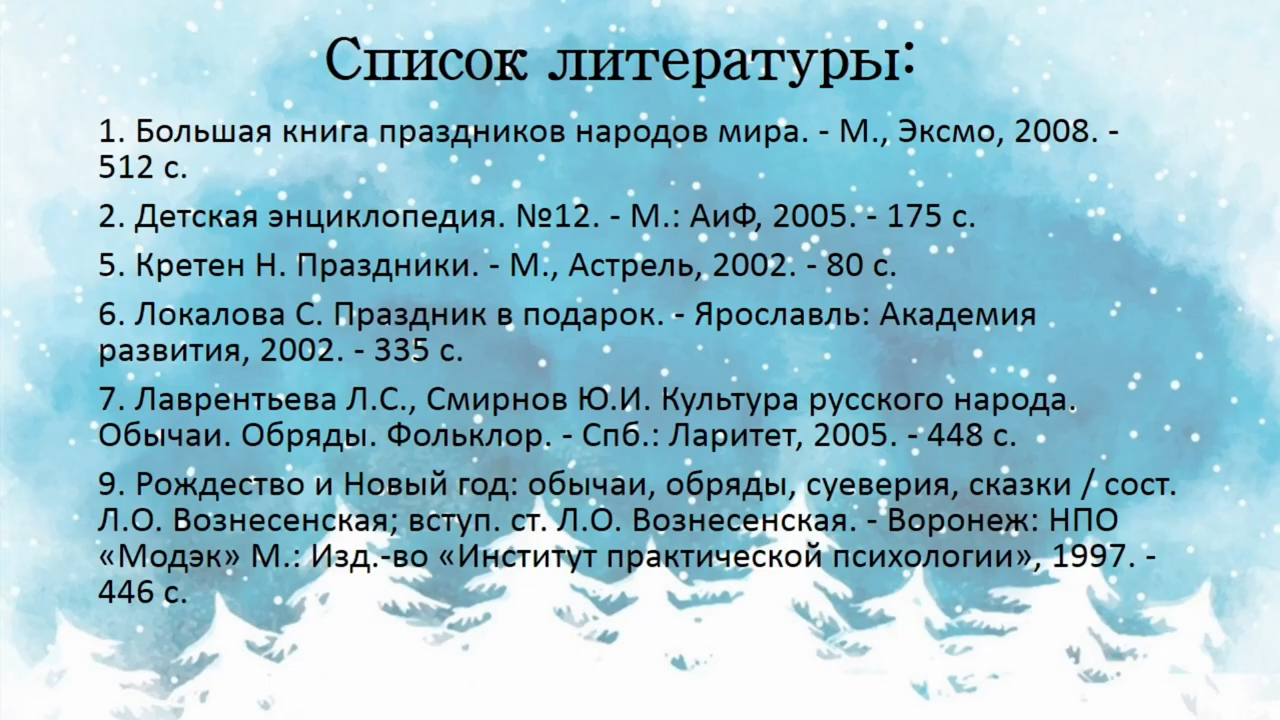 Список литературы:
1. Большая книга праздников народов мира. - М., Эксмо, 2008. -
512 с.
2. Детская энциклопедия. №12. - М.: АиФ, 2005. - 175 с.
5. Кретен Н. Праздники. - М., Астрель, 2002. - 80 с.
6. Локалова С. Праздник в подарок. - Ярославль: Академия
развития, 2002. - 335 с.
7. Лаврентьева Л.С., Смирнов Ю.И. Культура русского народа.
Обычаи. Обряды. Фольклор. - Спб.: Ларитет, 2005. - 448 с.
9. Рождество и Новый год: обычаи, обряды, суеверия, сказки / сост.
Л.О. Вознесенская; вступ. ст. Л.О. Вознесенская. - Воронеж: НПО
«Модэк» М.: Изд.-во «Институт практической психологии», 1997. -
446 с.